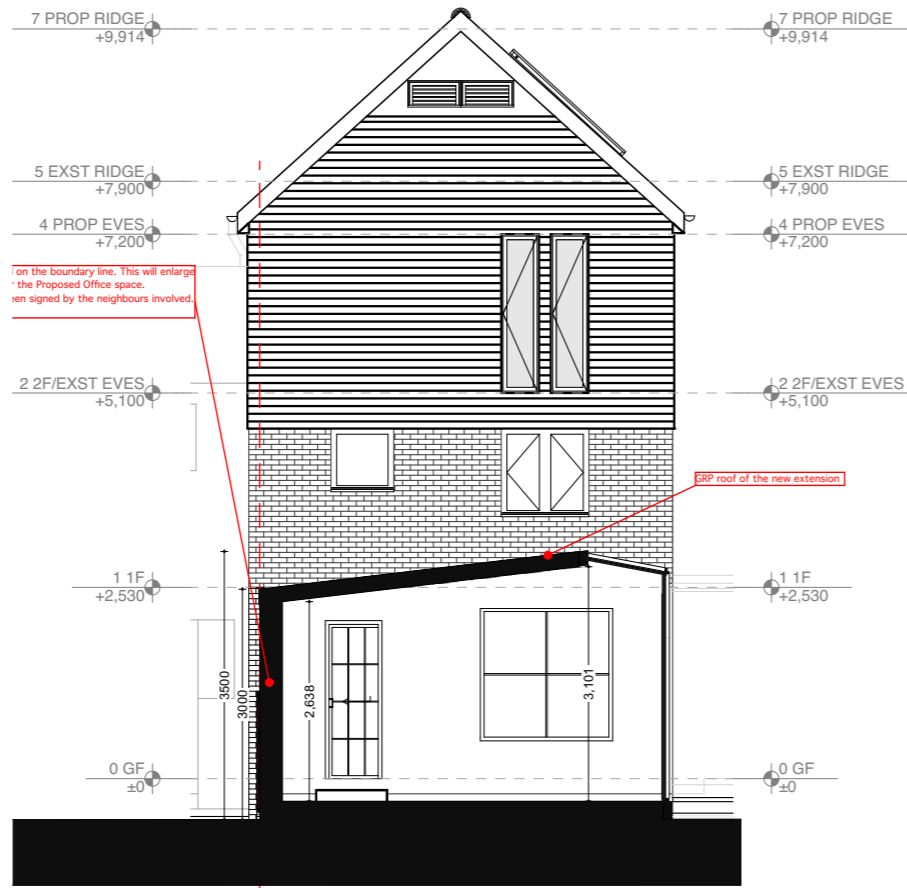 7 PROP RIDGE
+9,914
7 PROP RIDGE
+9,914
5 EXST RIDGE
+7,900
5 EXST RIDGE
+7,900
4 PROP EVES
+7,200
4 PROP EVES
+7,200
on the boundary line. This will enlarge
the Proposed Office space.
signed by the neighbours involved.
2 2F/EXST EVES
+5,100
2 2F/EXST EVES
+5,100
GRP roof of the new extension
1 1F
+2,530
1 1F
+2,530
3500
3000
2,638
3,101
0 GF
±0
0 GF
±0